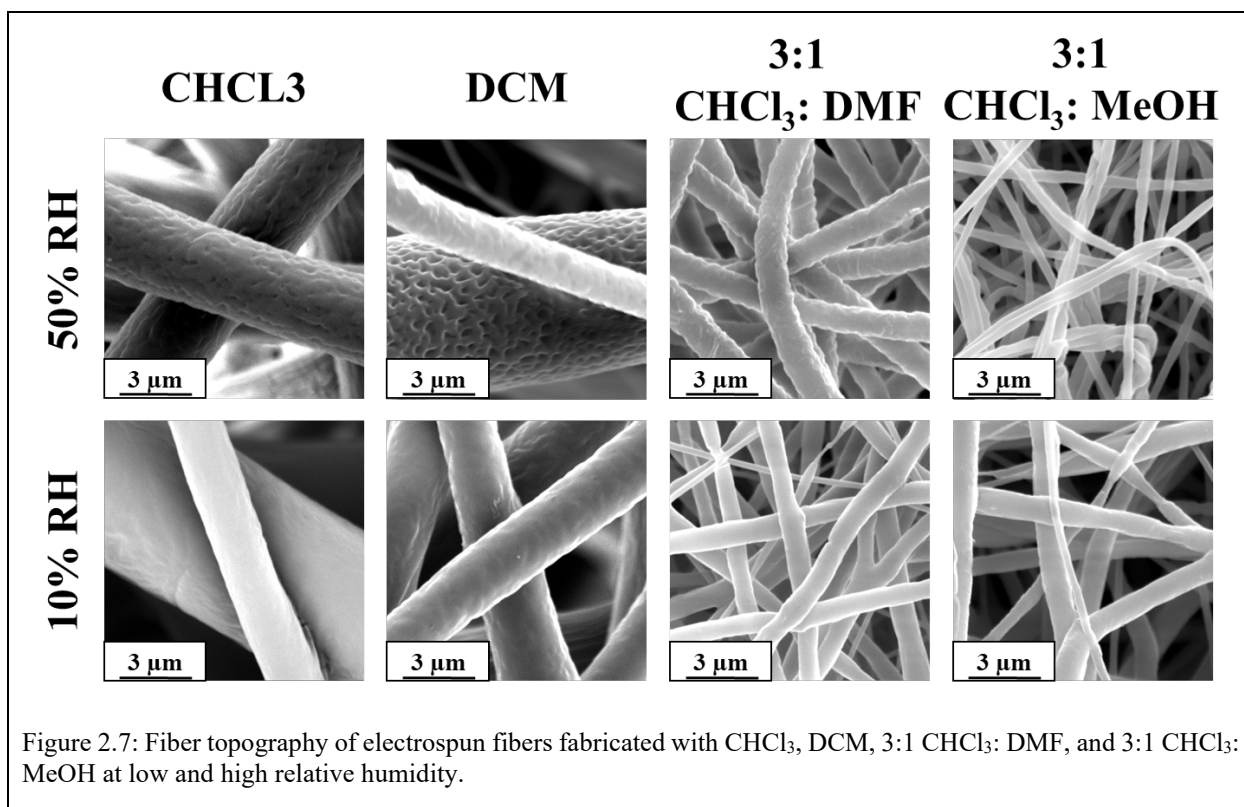 CHCL3
DCM
3:1
CHCl₃: DMF
3:1
CHCl₃: MeOH
50% RH
3 µm
3 µm
3 µm
3 µm
10% RH
3 µm
3 µm
3 µm
3 µm
Figure 2.7: Fiber topography of electrospun fibers fabricated with CHCl₃, DCM, 3:1 CHCl₃: DMF, and 3:1 CHCl₃:
MeOH at low and high relative humidity.